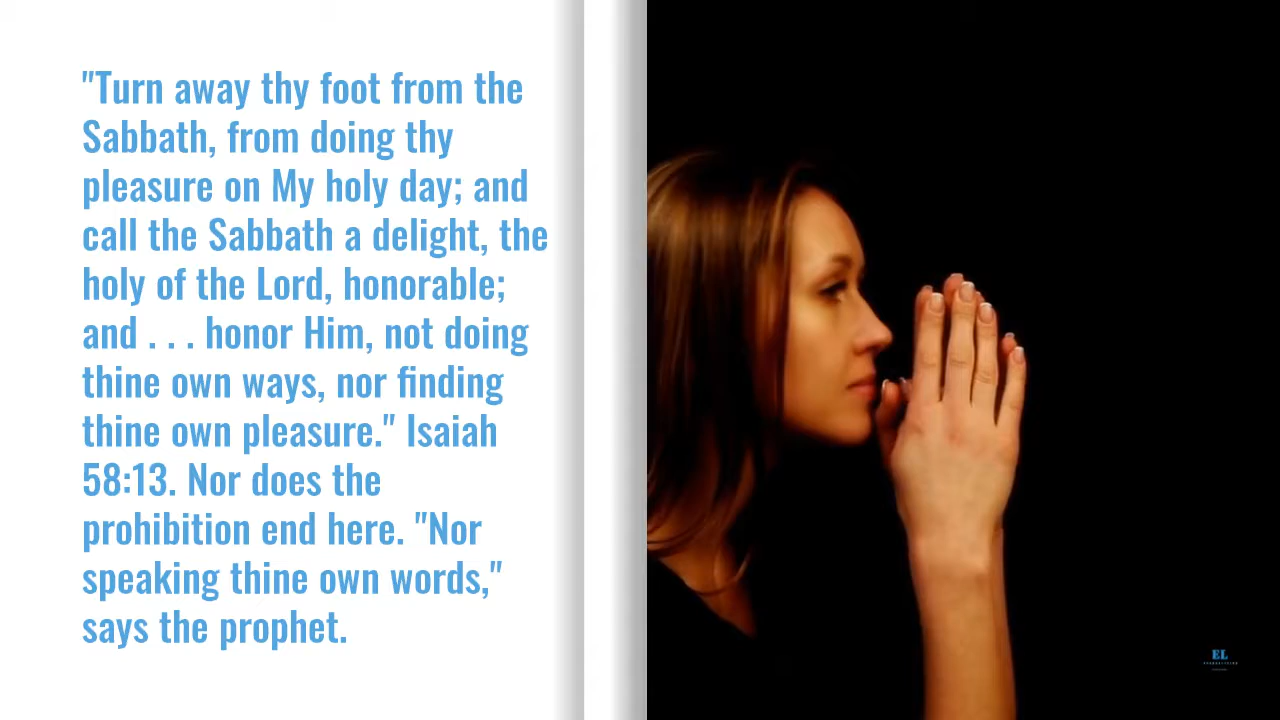 "Turn away thy foot from the
Sabbath, from doing thy
pleasure on My holy day; and
call the Sabbath a delight, the
holy of the Lord, honorable;
and . . . honor Him, not doing
thine own ways, nor finding
thine own pleasure." Isaiah
58:13. Nor does the
prohibition end here. "Nor
speaking thine own words,"
says the prophet.
EL